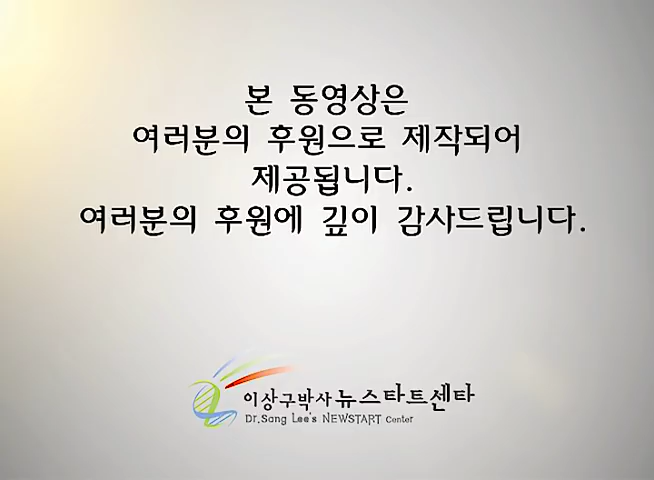 본 동영상은
여러분의 후원으로 제작되어
제공됩니다.
여러분의 후원에 깊이 감사드립니다.
이상구박사 뉴스타트센타
Dr.Sang Lee's NEWSTART Center